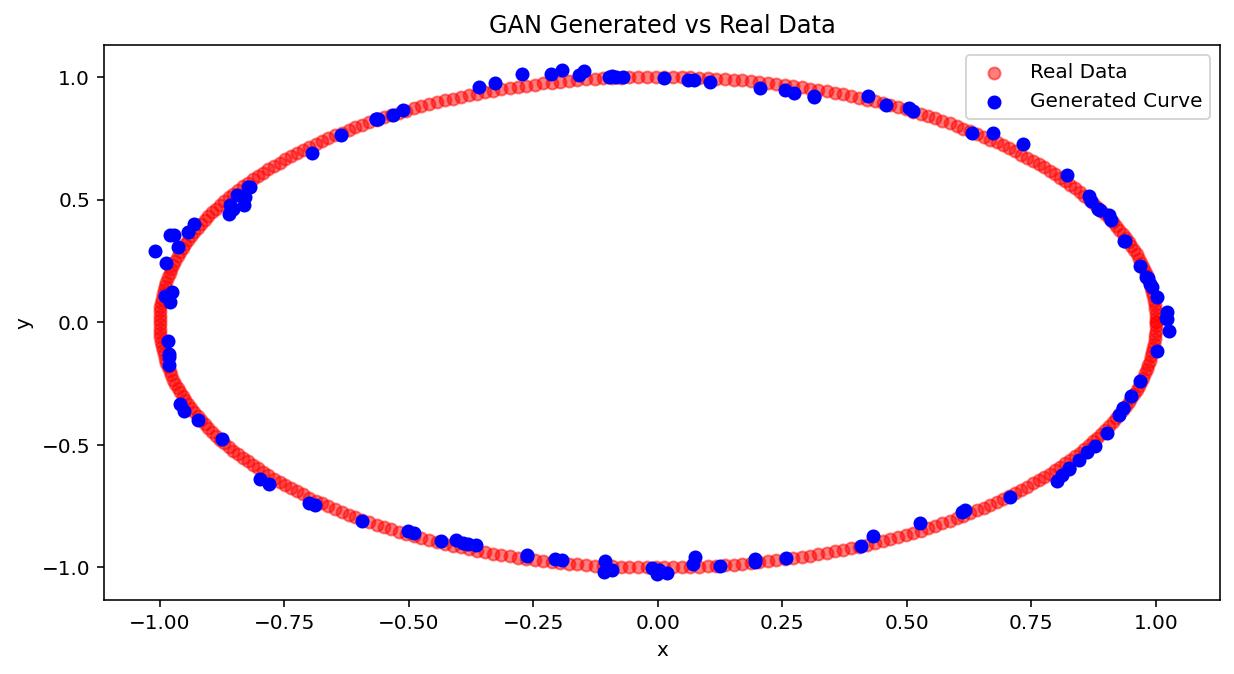 GAN Generated vs Real Data
Real Data
Generated Curve
1.0
0.5
0.0
−0.5
−1.0
y
−1.00 −0.75 −0.50 −0.25 0.00 0.25 0.50 0.75 1.00
x